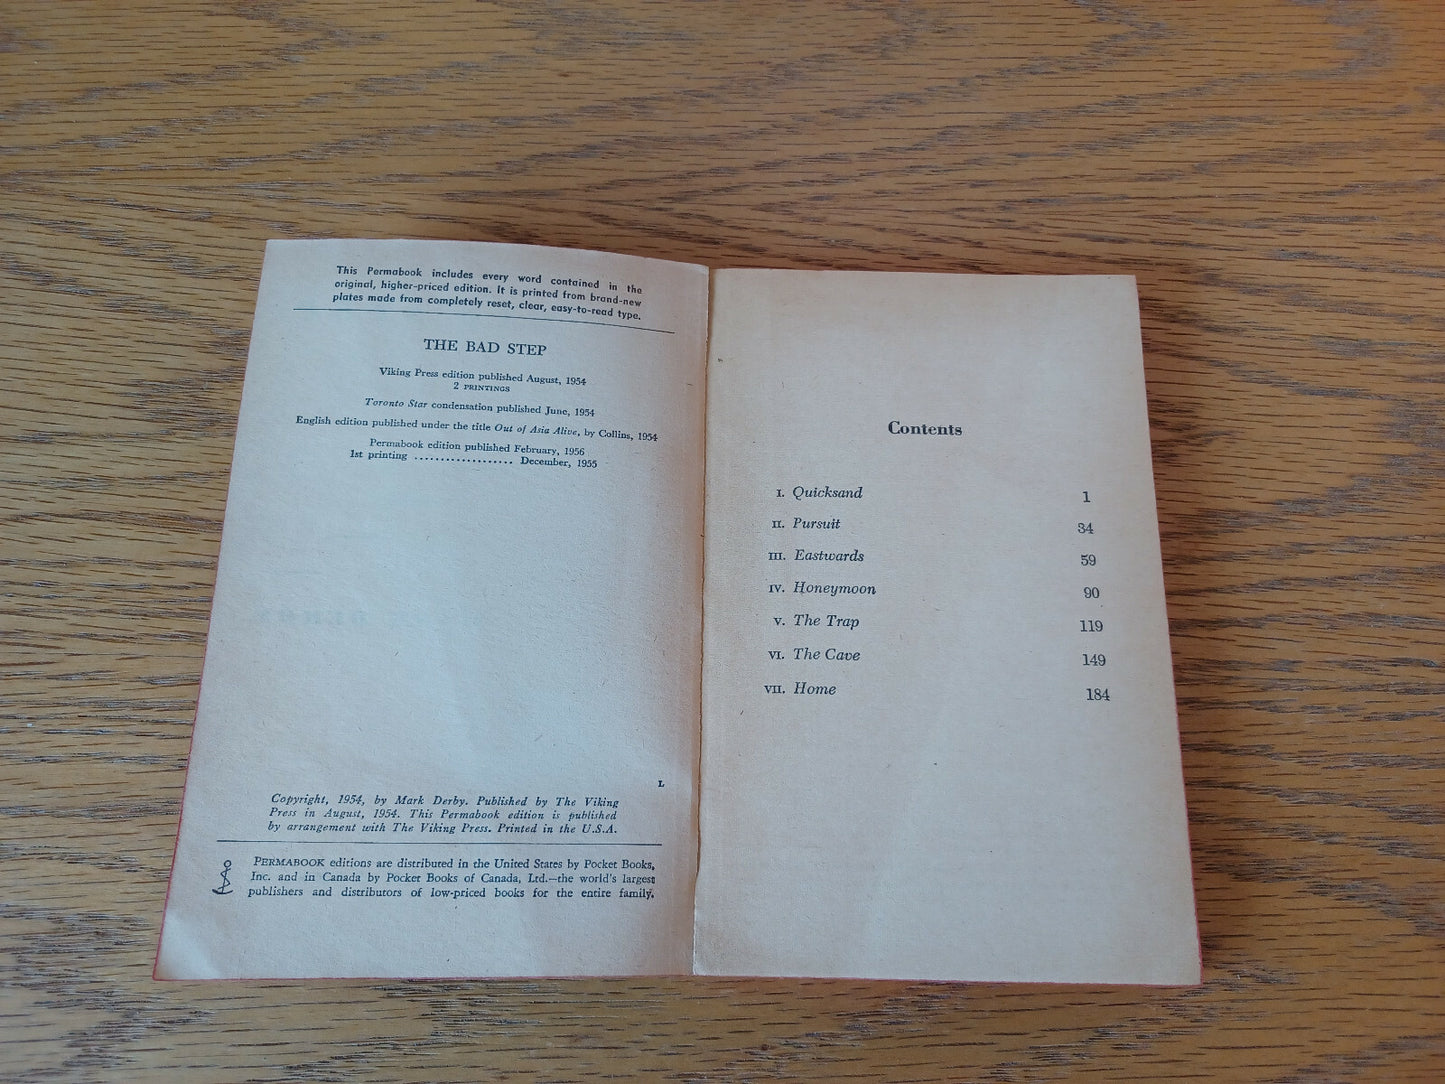 This Permabook includes every word contained in the
original, higher-priced edition. It is printed from brand-new
plates made from completely reset, clear, easy-to-read type.
THE BAD STEP
Viking Press edition published August, 1954
2 PRINTINGS
Toronto Star condensation published June, 1954
English edition published under the title Out of Asia Alive, by Collins, 1954
Permabook edition published February, 1956
1st printing ................... December, 1955
L
Copyright, 1954, by Mark Derby. Published by The Viking
Press in August, 1954. This Permabook edition is published
by arrangement with The Viking Press. Printed in the U.S.A.
PERMABOOK editions are distributed in the United States by Pocket Books,
Inc. and in Canada by Pocket Books of Canada, Ltd.—the world's largest
publishers and distributors of low-priced books for the entire family.
Contents
I. Quicksand 1
II. Pursuit 34
III. Eastwards 59
IV. Honeymoon 90
V. The Trap 119
VI. The Cave 149
VII. Home 184